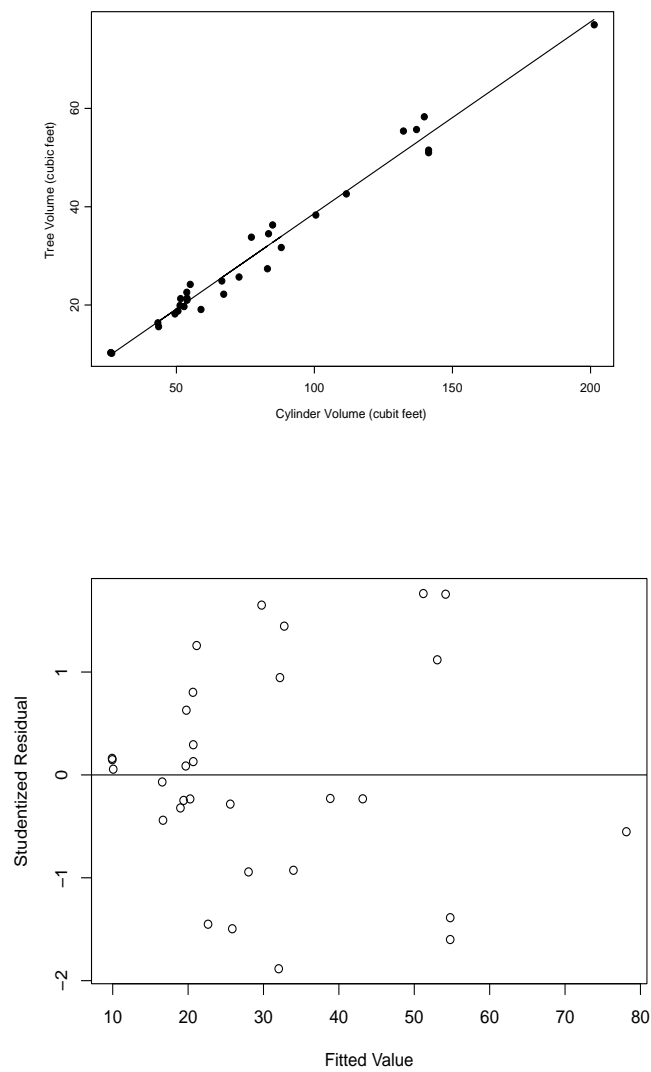 60
40
20
Tree Volume (cubic feet)
50 100 150 200
Cylinder Volume (cubit feet)
1
0
−1
−2
Studentized Residual
10 20 30 40 50 60 70 80
Fitted Value